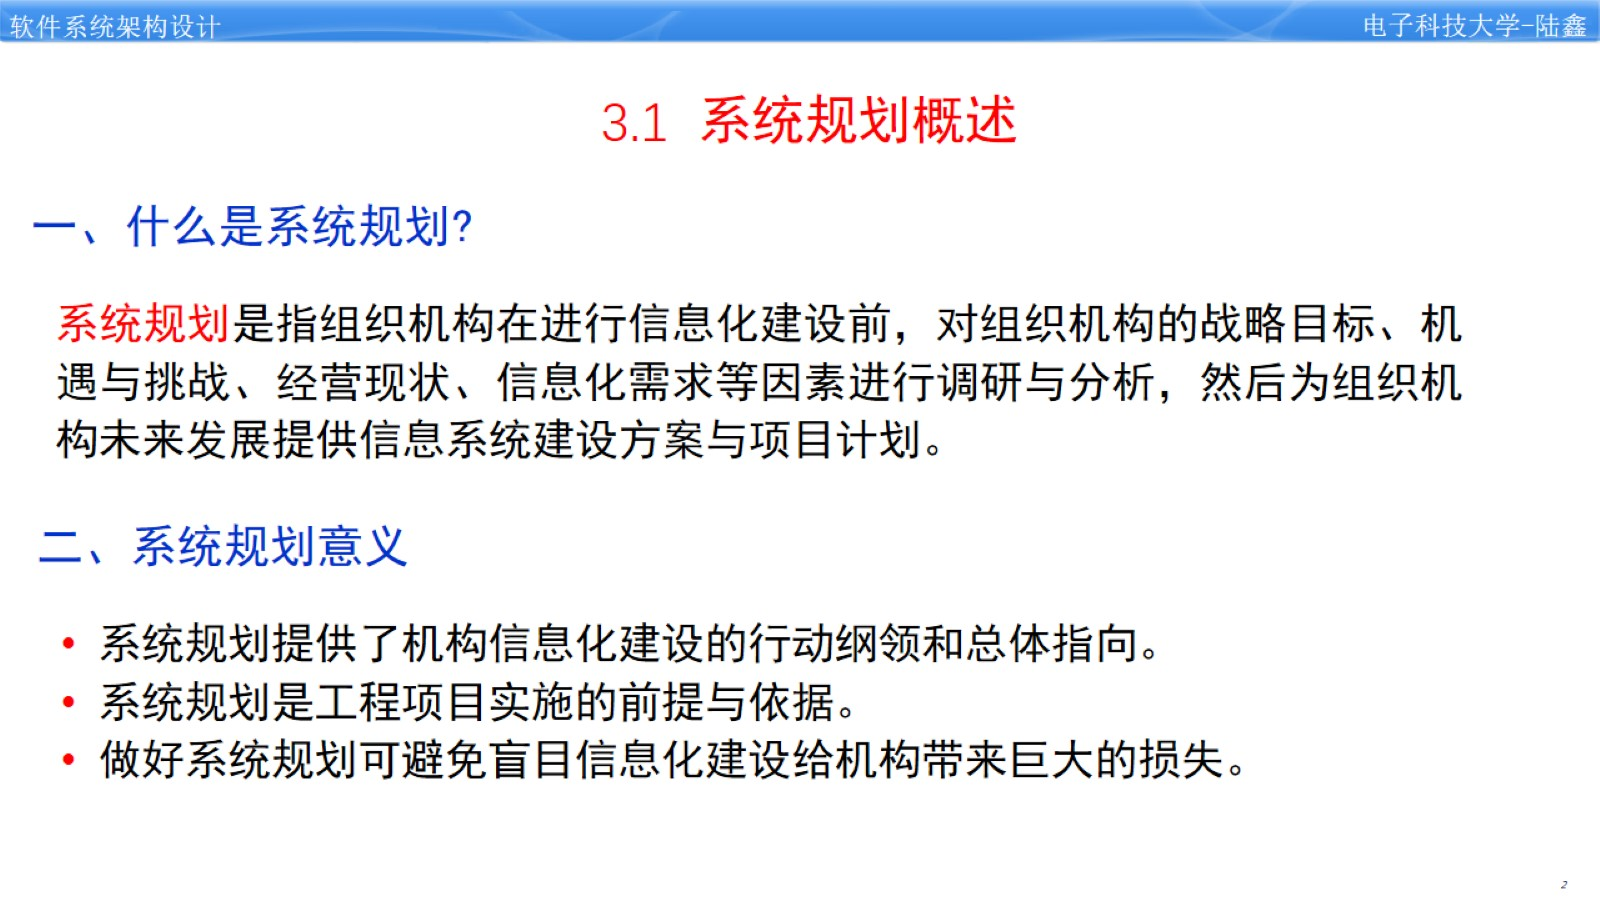 软件系统架构设计
电子科技大学-陆鑫
3.1 系统规划概述
一、什么是系统规划?
系统规划是指组织机构在进行信息化建设前，对组织机构的战略目标、机
遇与挑战、经营现状、信息化需求等因素进行调研与分析，然后为组织机
构未来发展提供信息系统建设方案与项目计划。
二、系统规划意义
• 系统规划提供了机构信息化建设的行动纲领和总体指向。
• 系统规划是工程项目实施的前提与依据。
• 做好系统规划可避免盲目信息化建设给机构带来巨大的损失。
2